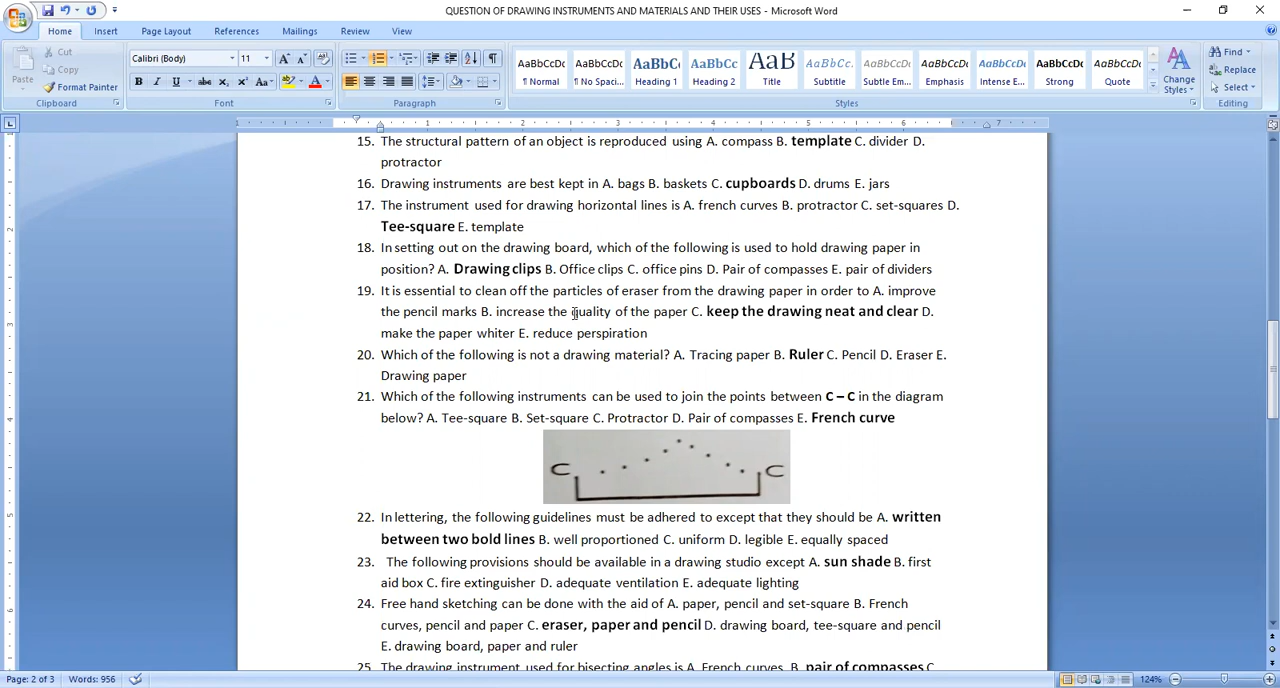 QUESTION OF DRAWING INSTRUMENTS AND MATERIALS AND THEIR USES - Microsoft Word
Home Insert Page Layout References Mailings Review View
Paste
Cut
Copy
Format Painter
Clipboard
Calibri (Body) 11
Font
Paragraph
AaBbCcDc AaBbCcDc AaBbC AaBbCc AaB AaBbCc. AaBbCcDc AaBbCcDc AaBbCcDc AaBbCcDc AaBbCcDc
¶ Normal ¶ No Spaci... Heading 1 Heading 2 Title Subtitle Subtle Em... Emphasis Intense E... Strong Quote
Styles
Change Styles
Find
Replace
Select
Editing
1 1 2 3 4 5 6 7
15. The structural pattern of an object is reproduced using A. compass B. template C. divider D.
protractor
16. Drawing instruments are best kept in A. bags B. baskets C. cupboards D. drums E. jars
17. The instrument used for drawing horizontal lines is A. french curves B. protractor C. set-squares D.
Tee-square E. template
18. In setting out on the drawing board, which of the following is used to hold drawing paper in
position? A. Drawing clips B. Office clips C. office pins D. Pair of compasses E. pair of dividers
19. It is essential to clean off the particles of eraser from the drawing paper in order to A. improve
the pencil marks B. increase the quality of the paper C. keep the drawing neat and clear D.
make the paper whiter E. reduce perspiration
20. Which of the following is not a drawing material? A. Tracing paper B. Ruler C. Pencil D. Eraser E.
Drawing paper
21. Which of the following instruments can be used to join the points between C – C in the diagram
below? A. Tee-square B. Set-square C. Protractor D. Pair of compasses E. French curve
C C
22. In lettering, the following guidelines must be adhered to except that they should be A. written
between two bold lines B. well proportioned C. uniform D. legible E. equally spaced
23. The following provisions should be available in a drawing studio except A. sun shade B. first
aid box C. fire extinguisher D. adequate ventilation E. adequate lighting
24. Free hand sketching can be done with the aid of A. paper, pencil and set-square B. French
curves, pencil and paper C. eraser, paper and pencil D. drawing board, tee-square and pencil
E. drawing board, paper and ruler
25. The drawing instrument used for bisecting angles is A. French curves B. pair of compasses C
Page: 2 of 3 Words: 956 124%